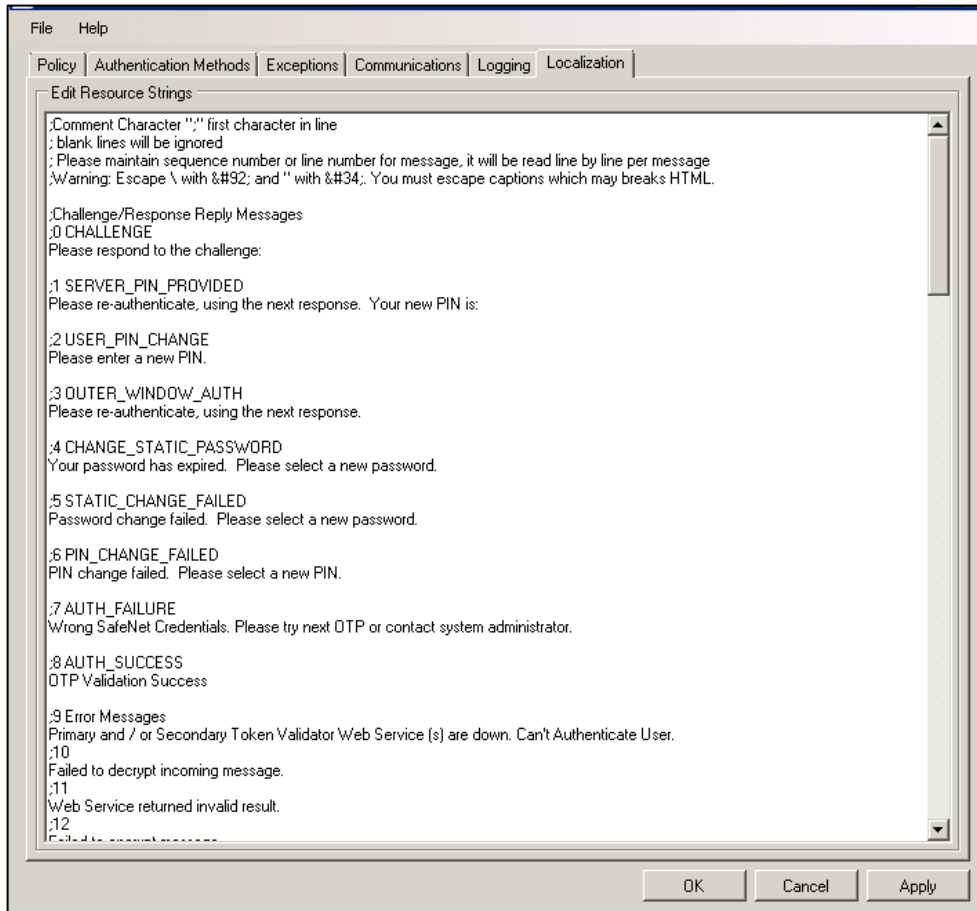 File Help
Policy Authentication Methods Exceptions Communications Logging Localization
Edit Resource Strings
;Comment Character ";" first character in line
; blank lines will be ignored
; Please maintain sequence number or line number for message, it will be read line by line per message
;Warning: Escape \ with &#92; and " with &#34;. You must escape captions which may breaks HTML.
;Challenge/Response Reply Messages
;0 CHALLENGE
Please respond to the challenge:
;1 SERVER_PIN_PROVIDED
Please re-authenticate, using the next response.  Your new PIN is:
;2 USER_PIN_CHANGE
Please enter a new PIN.
;3 OUTER_WINDOW_AUTH
Please re-authenticate, using the next response.
;4 CHANGE_STATIC_PASSWORD
Your password has expired.  Please select a new password.
;5 STATIC_CHANGE_FAILED
Password change failed.  Please select a new password.
;6 PIN_CHANGE_FAILED
PIN change failed.  Please select a new PIN.
;7 AUTH_FAILURE
Wrong SafeNet Credentials. Please try next OTP or contact system administrator.
;8 AUTH_SUCCESS
OTP Validation Success
;9 Error Messages
Primary and / or Secondary Token Validator Web Service (s) are down. Can't Authenticate User.
;10
Failed to decrypt incoming message.
;11
Web Service returned invalid result.
;12
Failed to encrypt message.
OK Cancel Apply